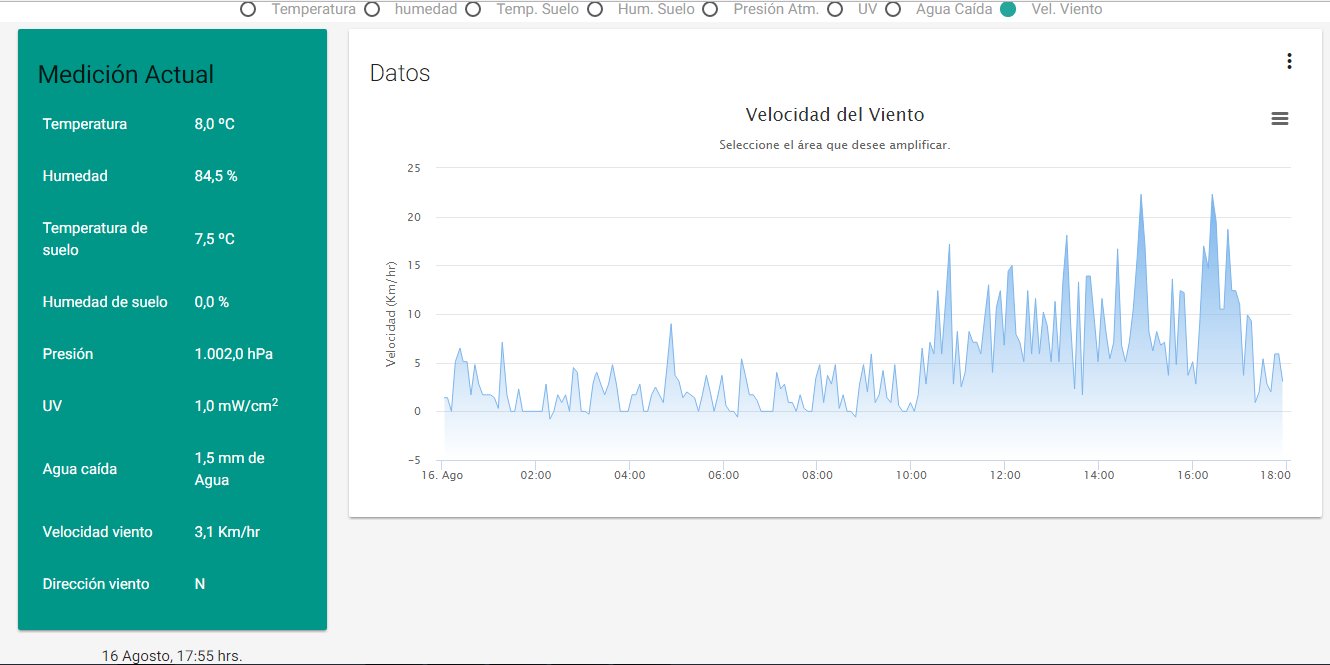 Temperatura humedad Temp. Suelo Hum. Suelo Presión Atm. UV Agua Caída Vel. Viento
Medición Actual
Temperatura 8,0 ºC
Humedad 84,5 %
Temperatura de
suelo 7,5 ºC
Humedad de suelo 0,0 %
Presión 1.002,0 hPa
UV 1,0 mW/cm²
Agua caída 1,5 mm de
Agua
Velocidad viento 3,1 Km/hr
Dirección viento N
16 Agosto, 17:55 hrs.
Datos
Velocidad del Viento
Seleccione el área que desee amplificar.
Velocidad (Km/hr)
25
20
15
10
5
0
-5
16. Ago 02:00 04:00 06:00 08:00 10:00 12:00 14:00 16:00 18:00